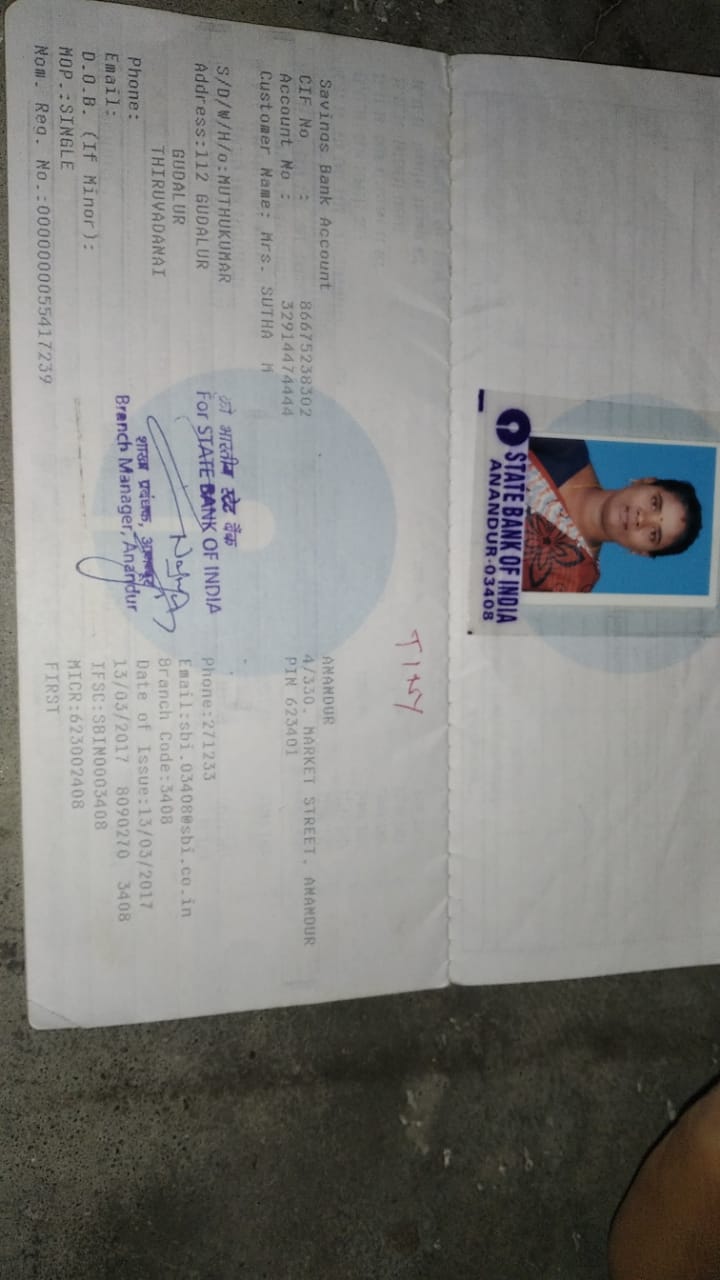 STATE BANK OF INDIA
ANANDUR-03408
TINY
Savings Bank Account
CIF No : 86675238302
Account No : 32914474444
Customer Name: Mrs. SUTHA M
S/D/W/H/o:MUTHUKUMAR
Address:112 GUDALUR
GUDALUR
THIRUVADANAI
Phone:
Email:
D.O.B. (If Minor):
MOP.:SINGLE
Nom. Reg. No.:0000000055417239
कृते भारतीय स्टेट बैंक
For STATE BANK OF INDIA
शाखा प्रबंधक, आनन्दूर
Branch Manager, Anandur
ANANDUR
4/330, MARKET STREET, ANANDUR
PIN 623401
Phone:271233
Email:sbi.03408@sbi.co.in
Branch Code:3408
Date of Issue:13/03/2017
13/03/2017 8090270 3408
IFSC:SBIN0003408
MICR:623002408
FIRST